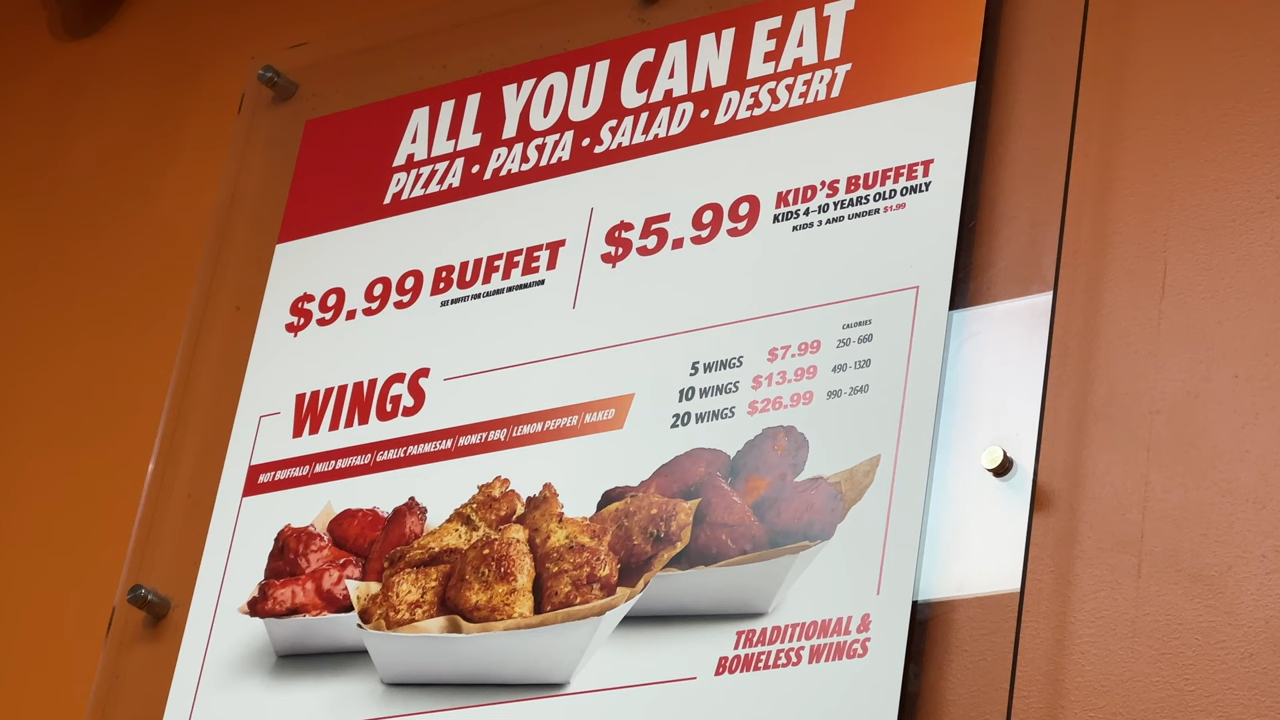 ALL YOU CAN EAT
PIZZA · PASTA · SALAD · DESSERT
$9.99 BUFFET
SEE BUFFET FOR CALORIE INFORMATION
$5.99 KID'S BUFFET
KIDS 4–10 YEARS OLD ONLY
KIDS 3 AND UNDER $1.99
WINGS
HOT BUFFALO | MILD BUFFALO | GARLIC PARMESAN | HONEY BBQ | LEMON PEPPER | NAKED
CALORIES
5 WINGS $7.99 250-660
10 WINGS $13.99 490-1320
20 WINGS $26.99 990-2640
TRADITIONAL &
BONELESS WINGS